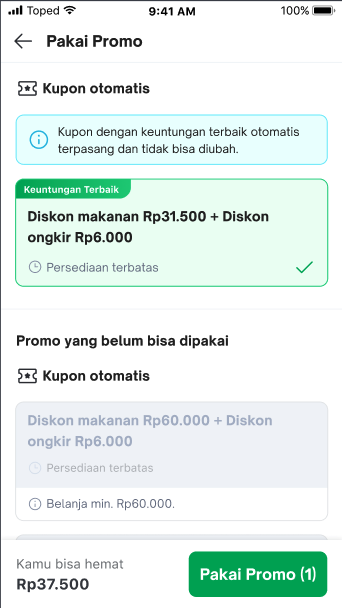 Toped 9:41 AM 100%
Pakai Promo
Kupon otomatis
Kupon dengan keuntungan terbaik otomatis
terpasang dan tidak bisa diubah.
Keuntungan Terbaik
Diskon makanan Rp31.500 + Diskon
ongkir Rp6.000
Persediaan terbatas
Promo yang belum bisa dipakai
Kupon otomatis
Diskon makanan Rp60.000 + Diskon
ongkir Rp6.000
Persediaan terbatas
Belanja min. Rp60.000.
Kamu bisa hemat
Rp37.500
Pakai Promo (1)